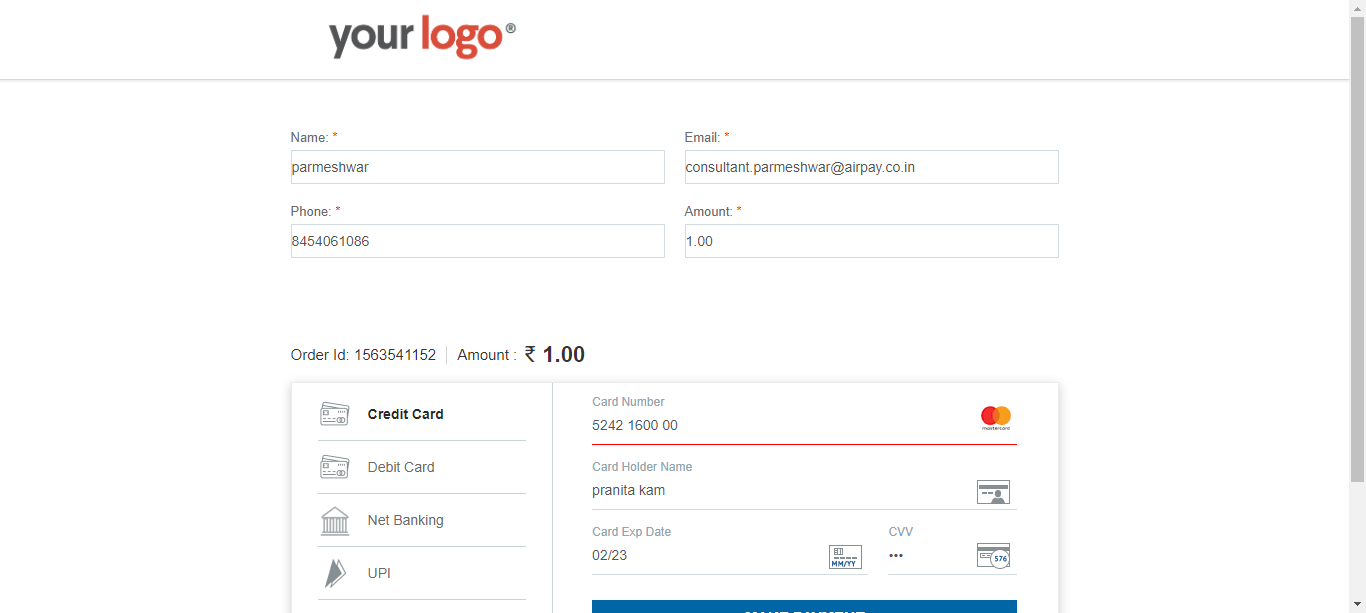 your logo®
Name: * Email: *
parmeshwar consultant.parmeshwar@airpay.co.in
Phone: * Amount: *
8454061086 1.00
Order Id: 1563541152 Amount : ₹ 1.00
Credit Card
Debit Card
Net Banking
UPI
Card Number
5242 1600 00
mastercard
Card Holder Name
pranita kam
Card Exp Date CVV
02/23 MM/YY ••• 576
MAKE PAYMENT